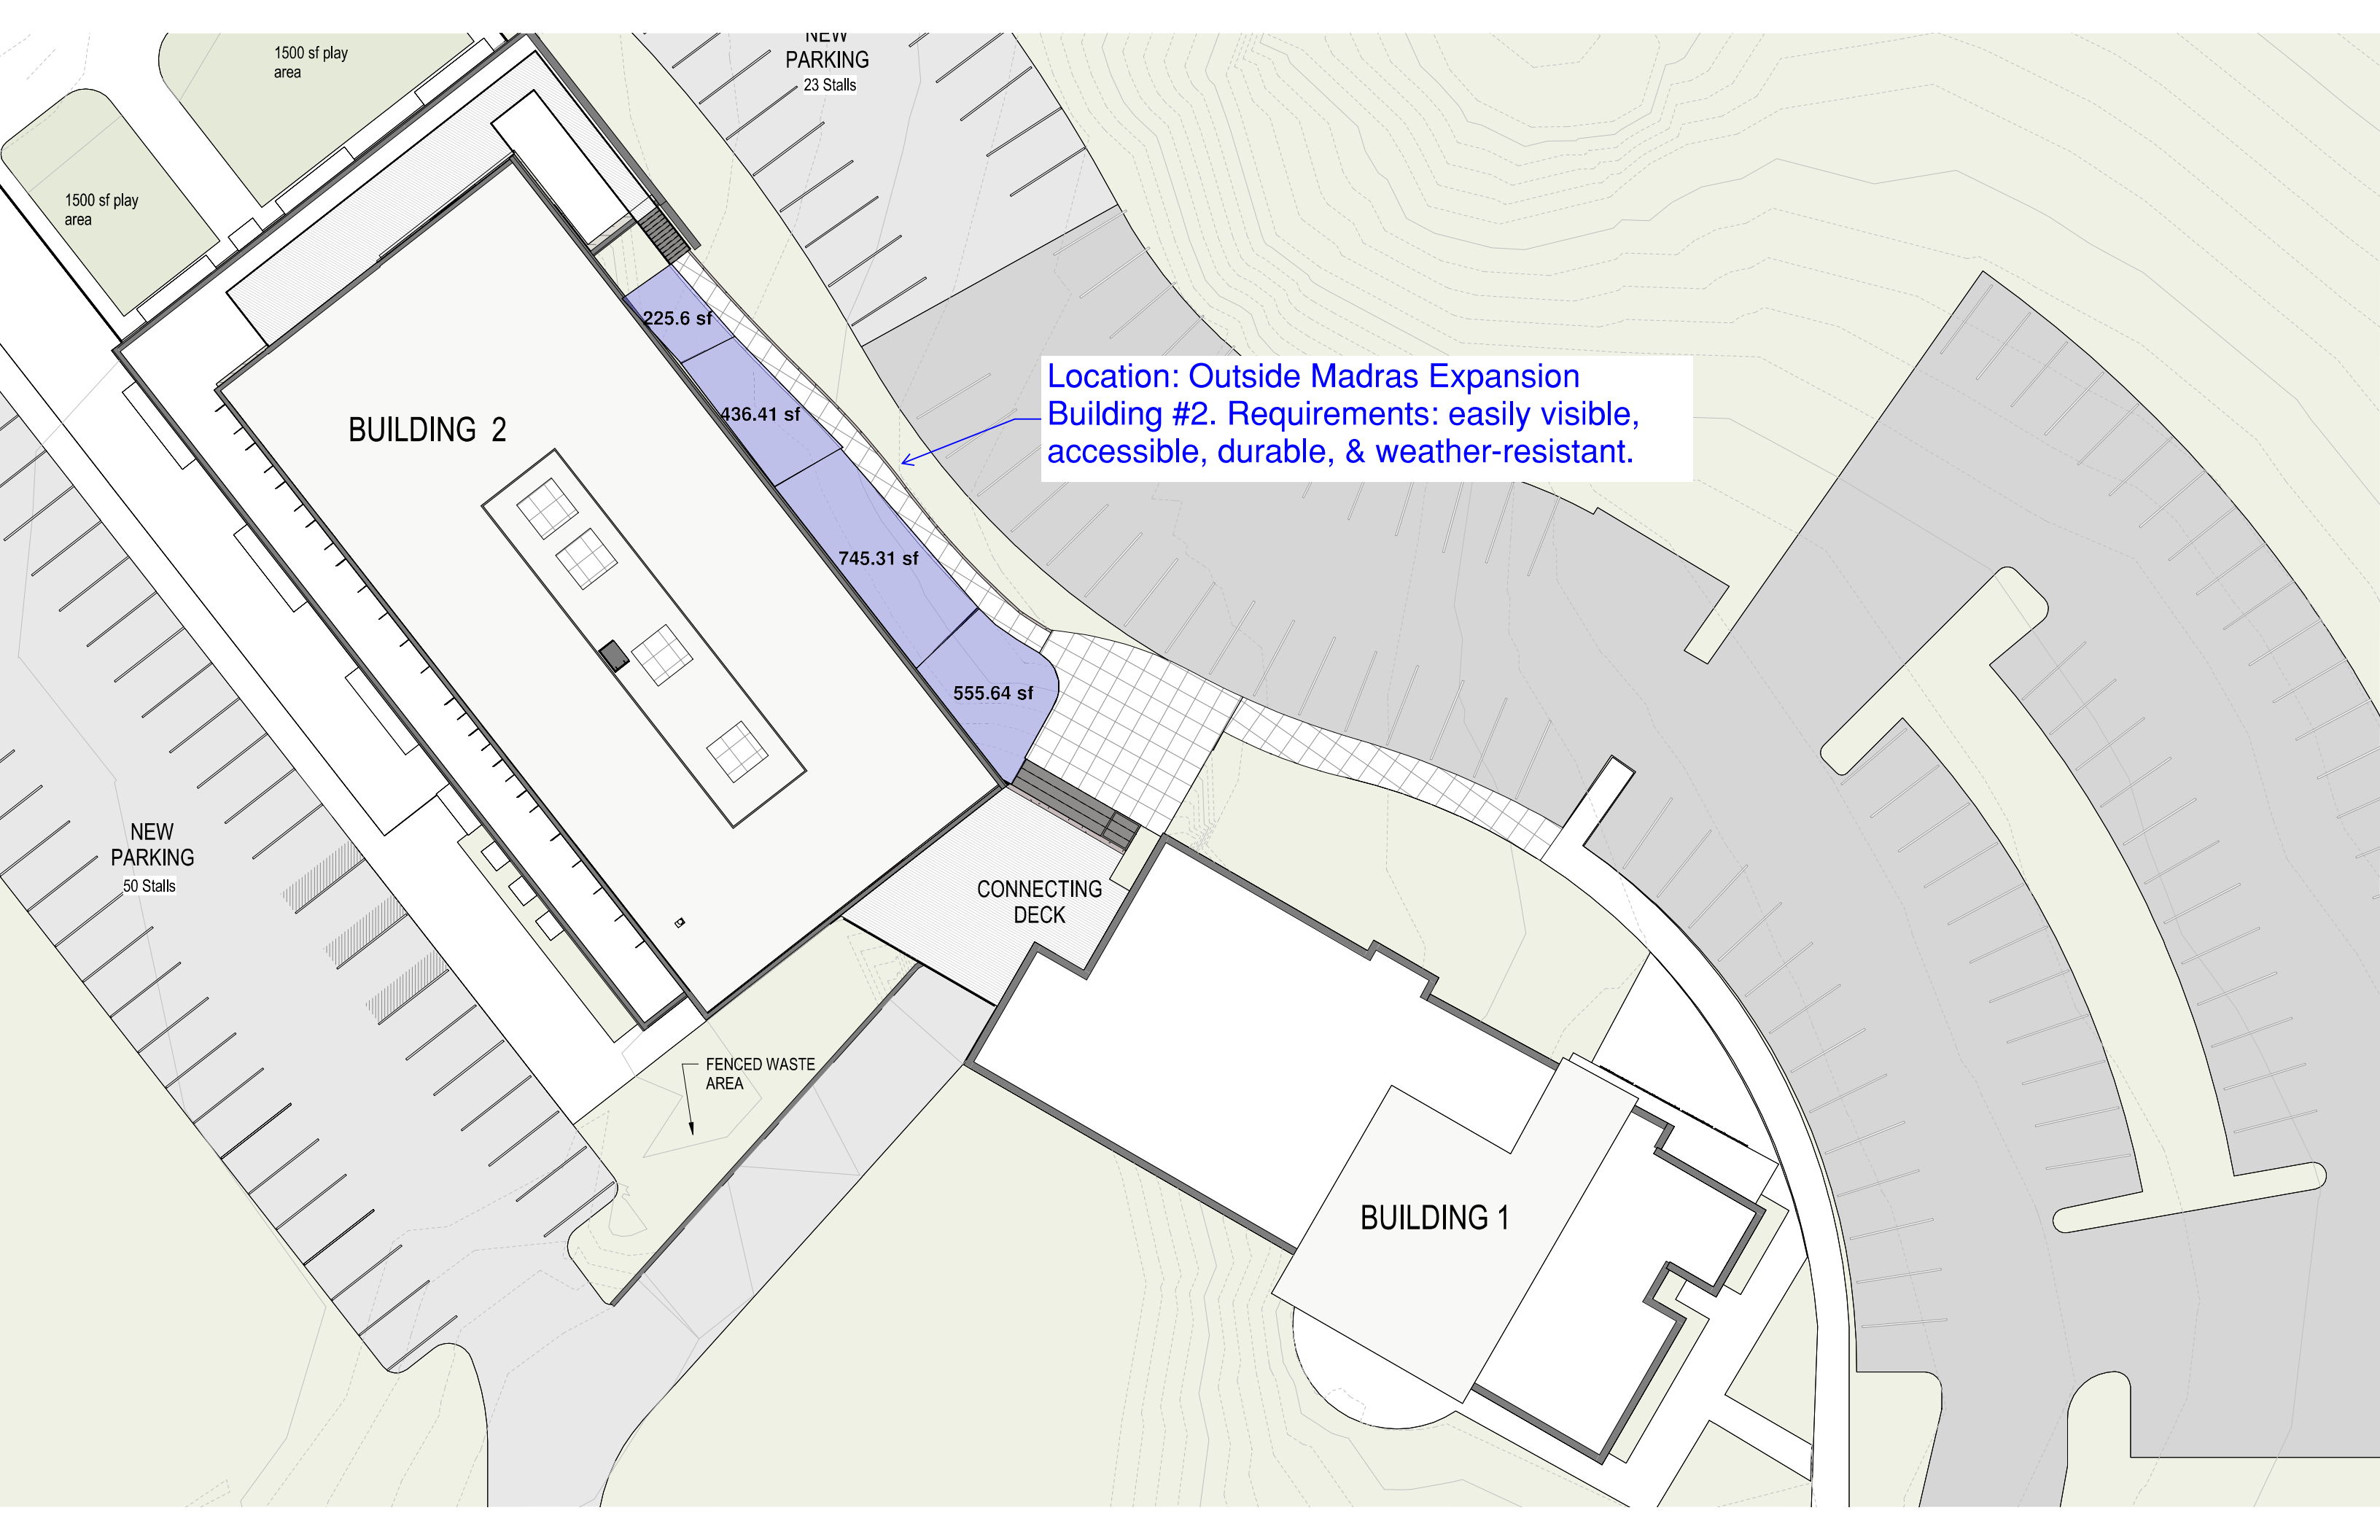 NEW
PARKING
23 Stalls
1500 sf play
area
1500 sf play
area
225.6 sf
Location: Outside Madras Expansion
Building #2. Requirements: easily visible,
accessible, durable, & weather-resistant.
436.41 sf
BUILDING 2
745.31 sf
555.64 sf
NEW
PARKING
50 Stalls
CONNECTING
DECK
FENCED WASTE
AREA
BUILDING 1